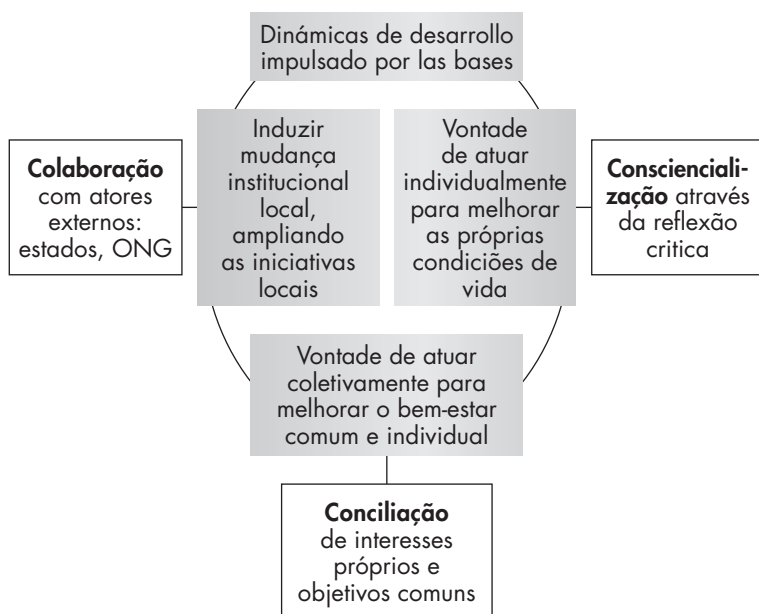 Dinámicas de desarrollo
impulsado por las bases
Colaboração
com atores
externos:
estados, ONG
Induzir
mudança
institucional
local,
ampliando
as iniciativas
locais
Vontade
de atuar
individualmente
para melhorar
as próprias
condiciões de
vida
Conscienciali-
zação através
da reflexão
critica
Vontade de atuar
coletivamente para
melhorar o bem-estar
comum e individual
Conciliação
de interesses
próprios e
objetivos comuns